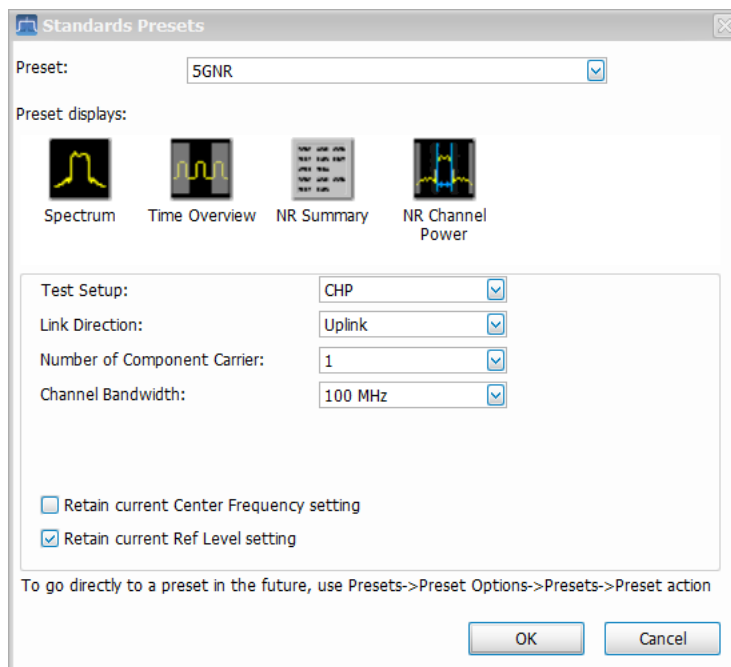 Standards Presets
Preset:
5GNR
Preset displays:
Spectrum
Time Overview
NR Summary
NR Channel
Power
Test Setup:
CHP
Link Direction:
Uplink
Number of Component Carrier:
1
Channel Bandwidth:
100 MHz
Retain current Center Frequency setting
Retain current Ref Level setting
To go directly to a preset in the future, use Presets->Preset Options->Presets->Preset action
OK
Cancel